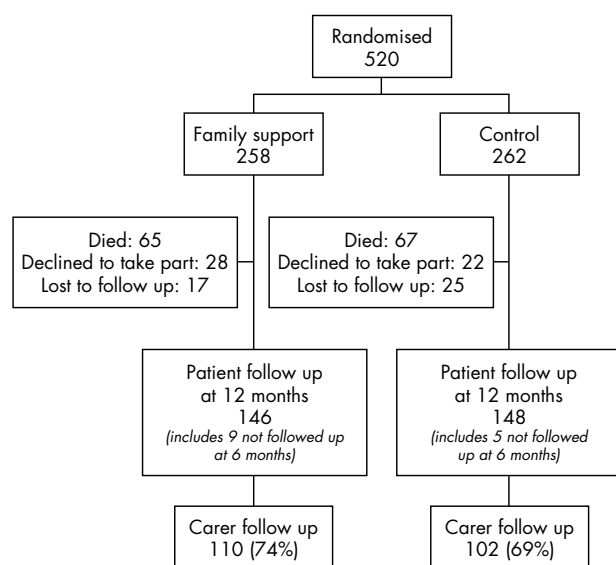 Randomised
520
Family support
258
Control
262
Died: 65
Declined to take part: 28
Lost to follow up: 17
Died: 67
Declined to take part: 22
Lost to follow up: 25
Patient follow up
at 12 months
146
(includes 9 not followed up
at 6 months)
Patient follow up
at 12 months
148
(includes 5 not followed
up at 6 months)
Carer follow up
110 (74%)
Carer follow up
102 (69%)